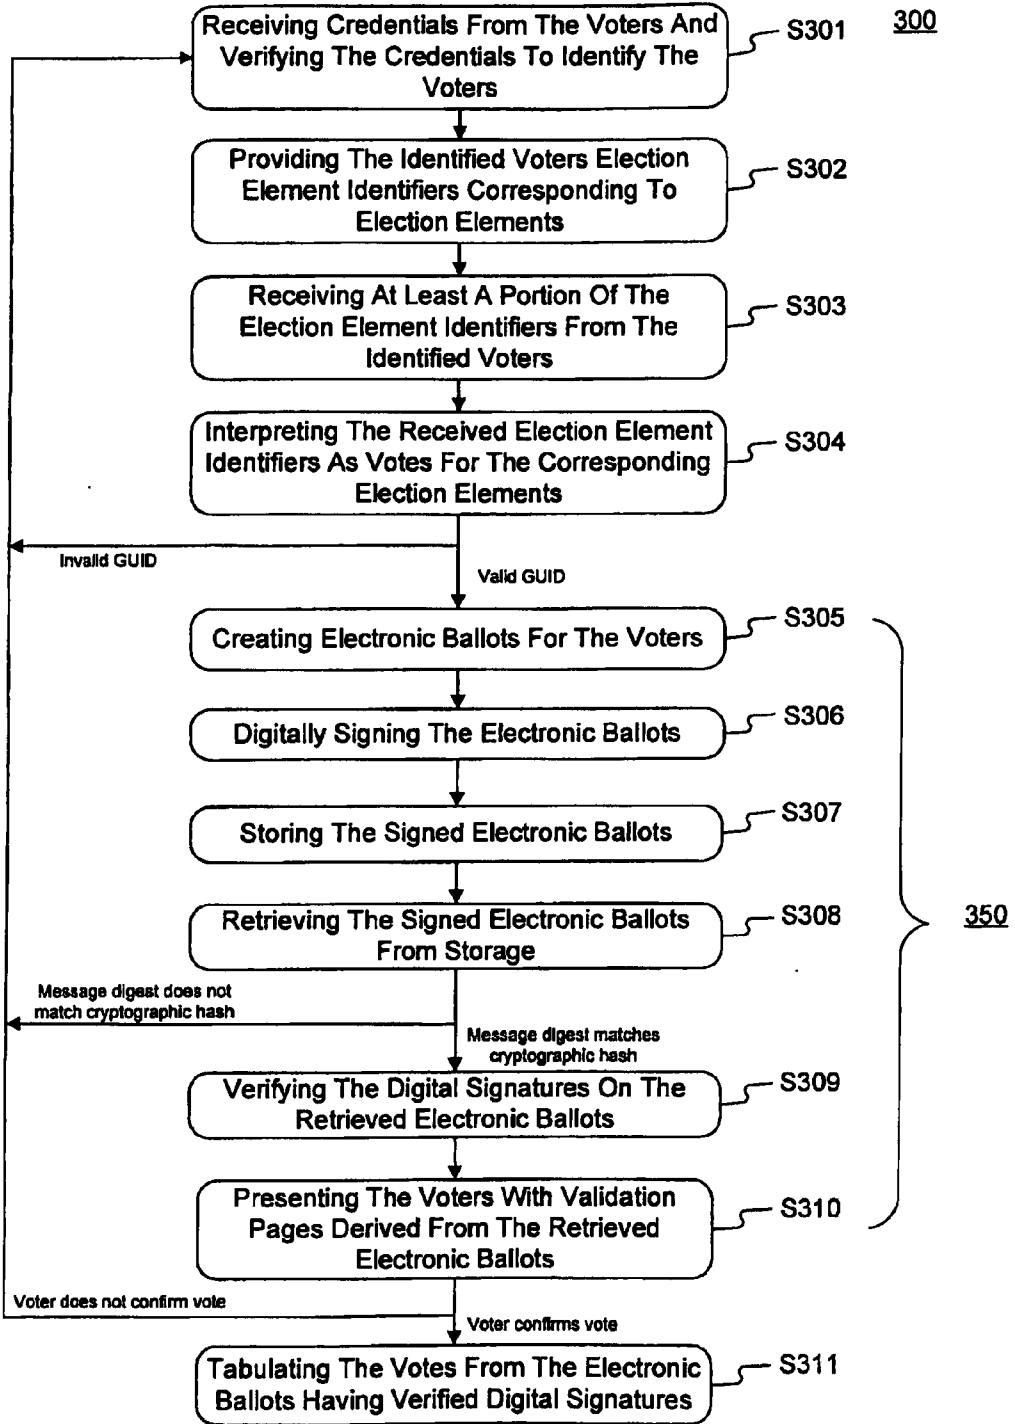 Receiving Credentials From The Voters And
Verifying The Credentials To Identify The
Voters
S301
300
Providing The Identified Voters Election
Element Identifiers Corresponding To
Election Elements
S302
Receiving At Least A Portion Of The
Election Element Identifiers From The
Identified Voters
S303
Interpreting The Received Election Element
Identifiers As Votes For The Corresponding
Election Elements
S304
Invalid GUID
Valid GUID
Creating Electronic Ballots For The Voters
S305
Digitally Signing The Electronic Ballots
S306
Storing The Signed Electronic Ballots
S307
Retrieving The Signed Electronic Ballots
From Storage
S308
350
Message digest does not
match cryptographic hash
Message digest matches
cryptographic hash
Verifying The Digital Signatures On The
Retrieved Electronic Ballots
S309
Presenting The Voters With Validation
Pages Derived From The Retrieved
Electronic Ballots
S310
Voter does not confirm vote
Voter confirms vote
Tabulating The Votes From The Electronic
Ballots Having Verified Digital Signatures
S311